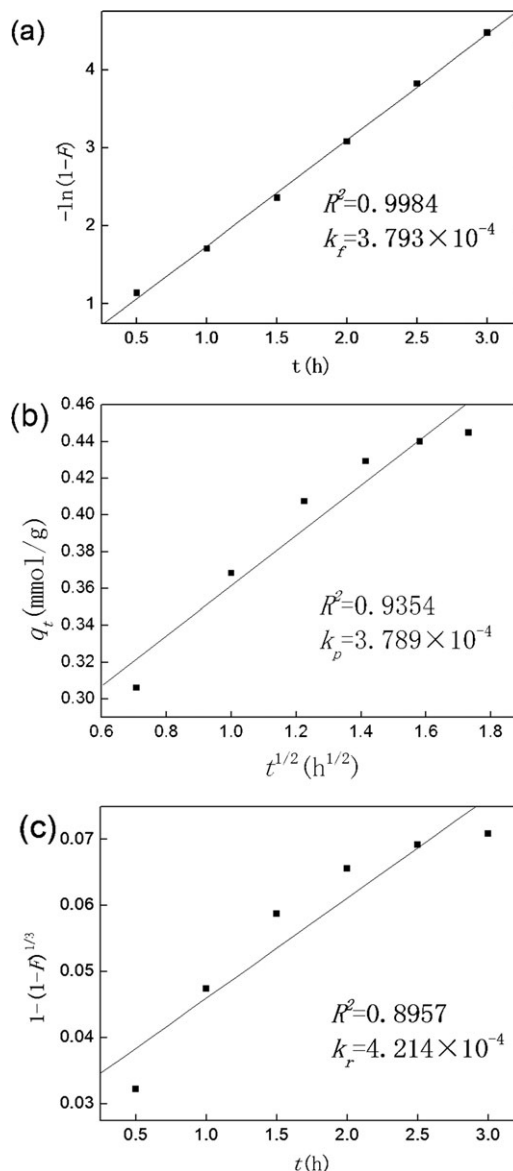 (a)
4
3
2
1
-ln(1-F)
R²=0.9984
k_f=3.793×10⁻⁴
0.5 1.0 1.5 2.0 2.5 3.0
t(h)
(b)
0.46
0.44
0.42
0.40
0.38
0.36
0.34
0.32
0.30
q_t(mmol/g)
R²=0.9354
k_p=3.789×10⁻⁴
0.6 0.8 1.0 1.2 1.4 1.6 1.8
t^{1/2}(h^{1/2})
(c)
0.07
0.06
0.05
0.04
0.03
1-(1-F)^{1/3}
R²=0.8957
k_r=4.214×10⁻⁴
0.5 1.0 1.5 2.0 2.5 3.0
t(h)